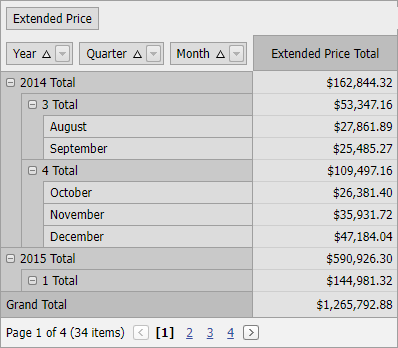 Extended Price
Year Quarter Month Extended Price Total
2014 Total $162,844.32
3 Total $53,347.16
August $27,861.89
September $25,485.27
4 Total $109,497.16
October $26,381.40
November $35,931.72
December $47,184.04
2015 Total $590,926.30
1 Total $144,981.32
Grand Total $1,265,792.88
Page 1 of 4 (34 items) [1] 2 3 4